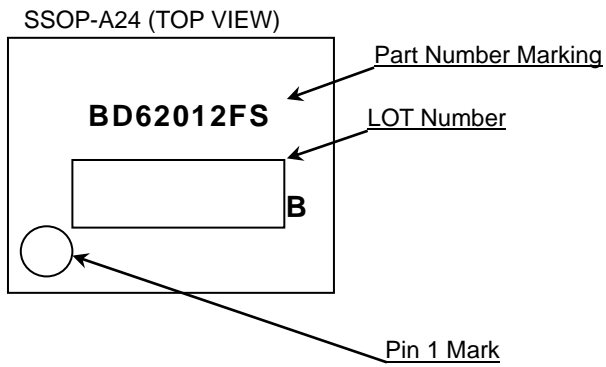 SSOP-A24 (TOP VIEW)
Part Number Marking
BD62012FS
LOT Number
B
Pin 1 Mark